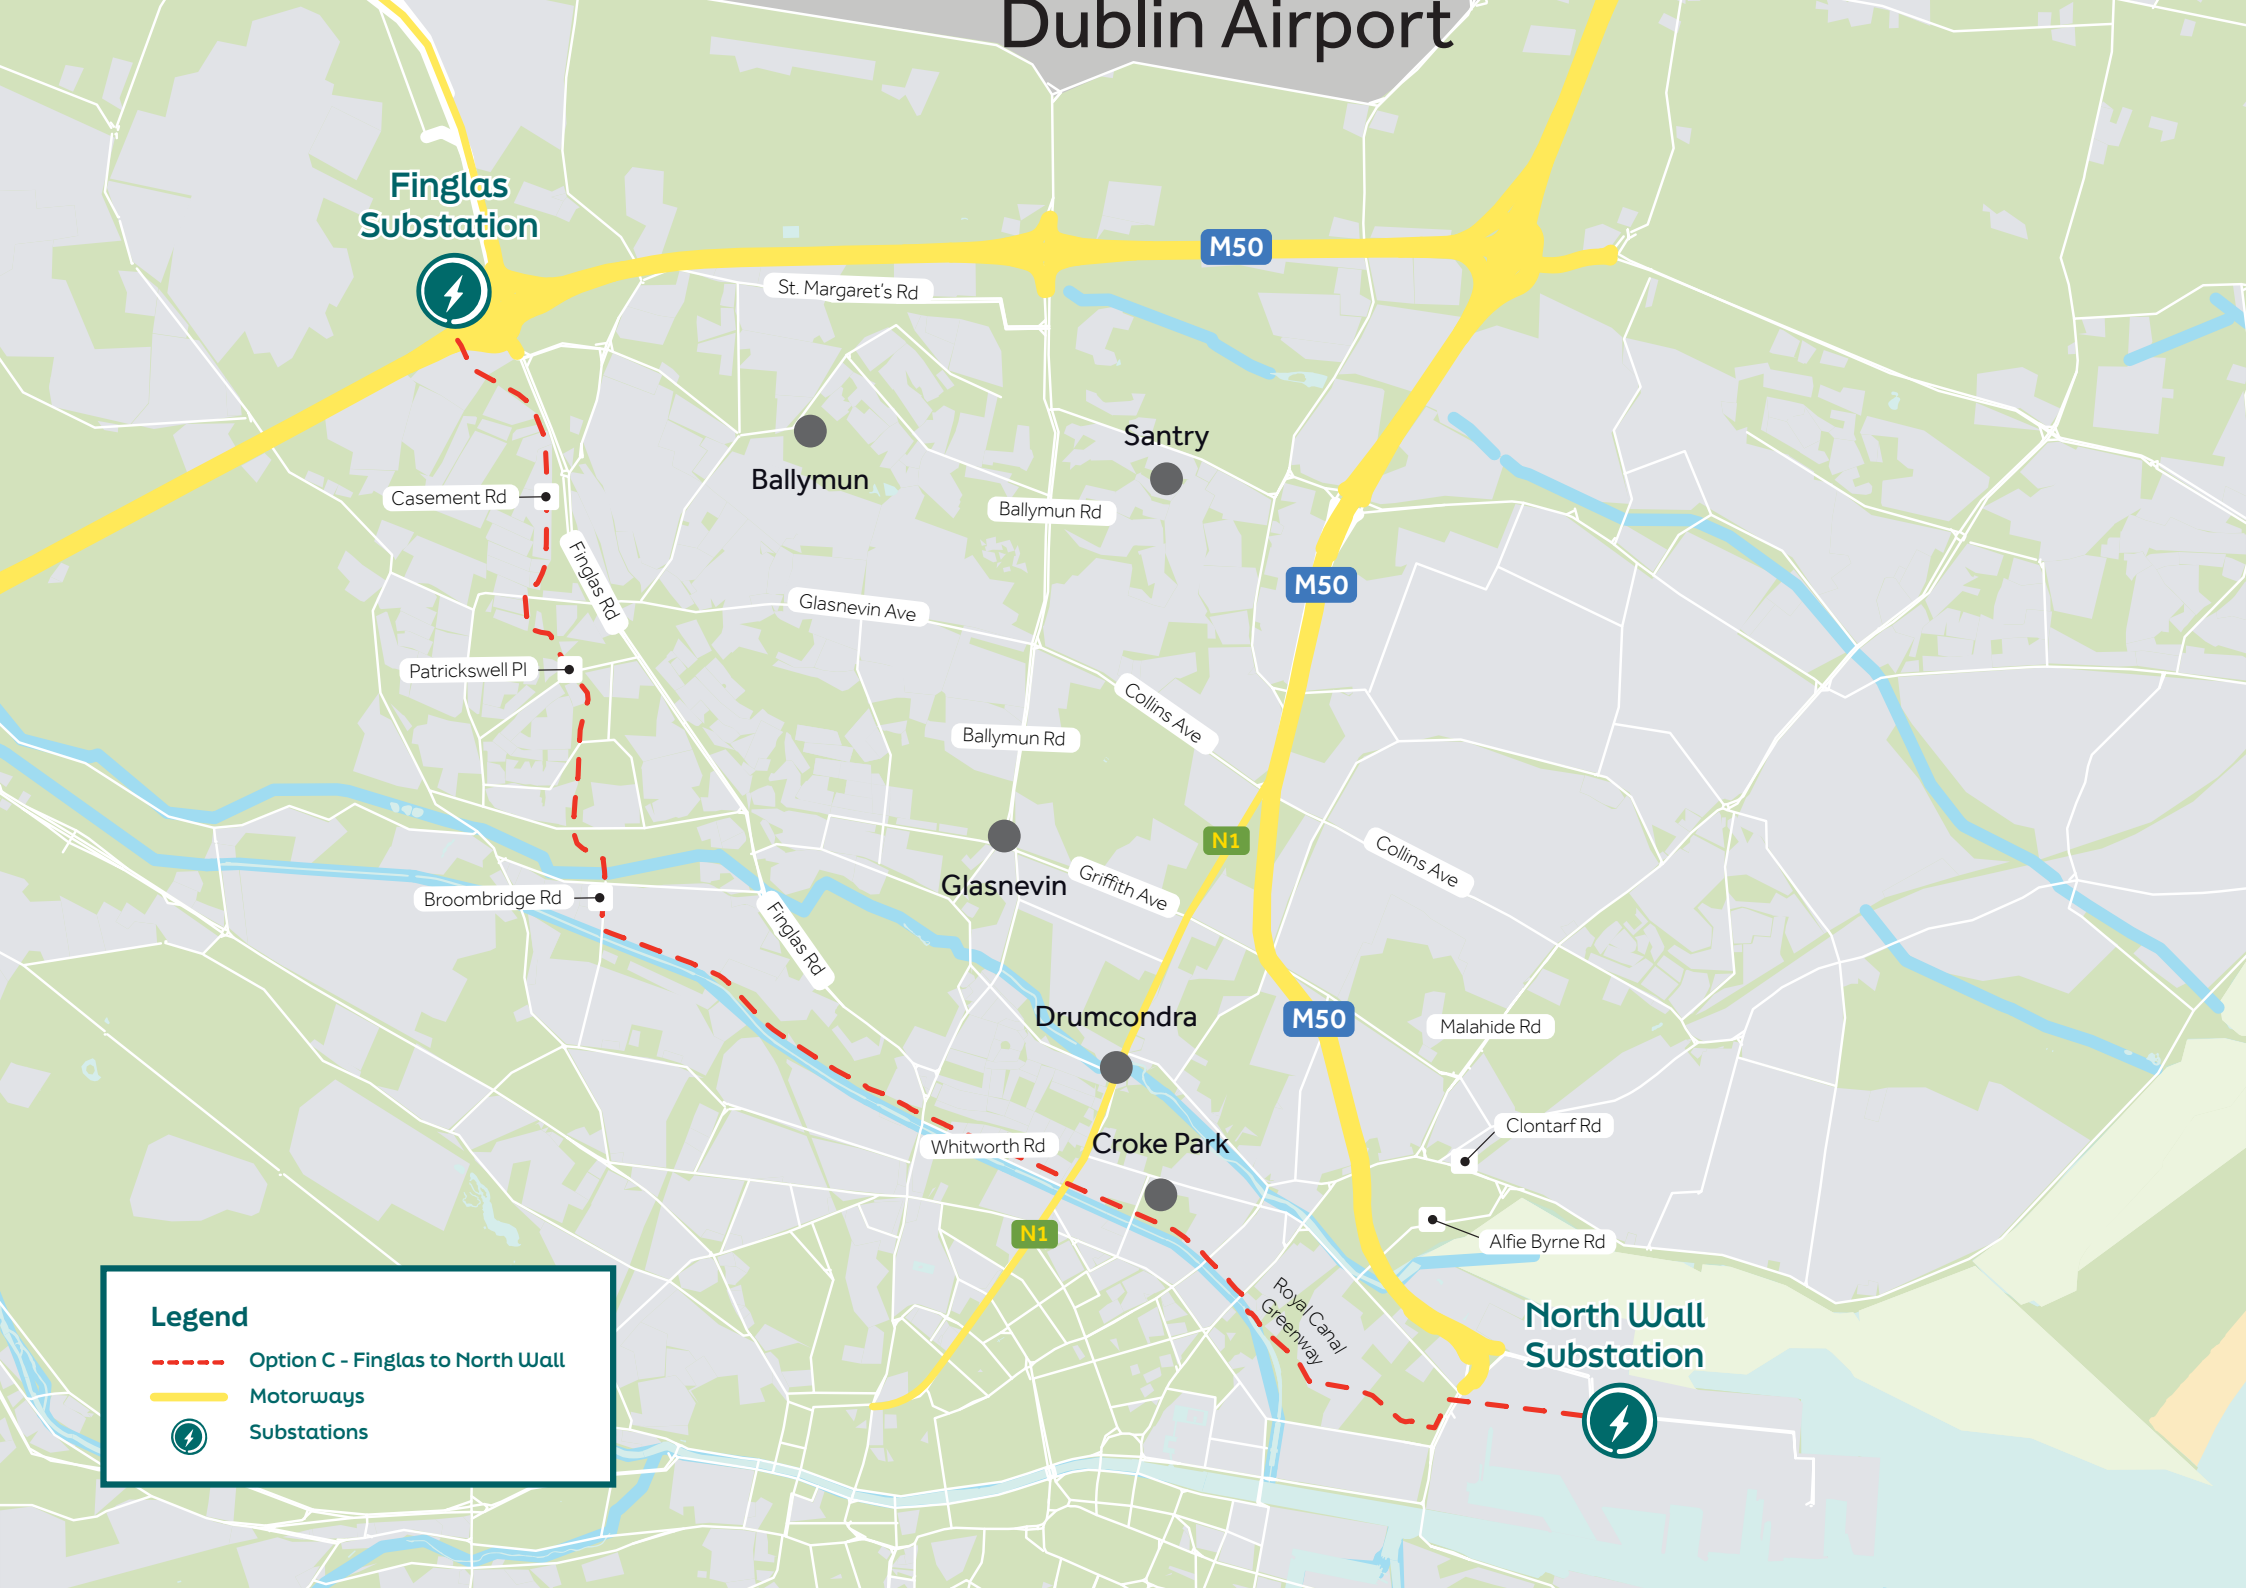 Dublin Airport
Finglas
Substation
M50
St. Margaret's Rd
Santry
Ballymun
Casement Rd
Ballymun Rd
Finglas Rd
M50
Glasnevin Ave
Patrickswell Pl
Collins Ave
Ballymun Rd
N1
Collins Ave
Glasnevin
Griffith Ave
Broombridge Rd
Finglas Rd
Drumcondra
M50
Malahide Rd
Clontarf Rd
Whitworth Rd
Croke Park
N1
Alfie Byrne Rd
Royal Canal
Greenway
North Wall
Substation
Legend
Option C - Finglas to North Wall
Motorways
Substations